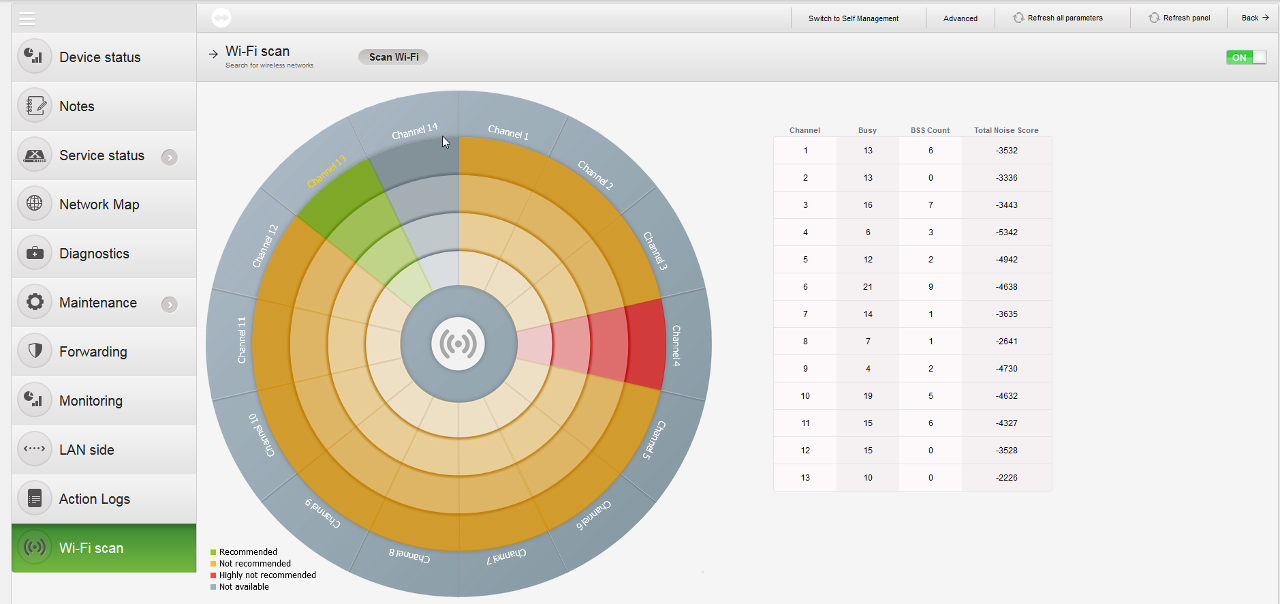 Switch to Self Management Advanced Refresh all parameters Refresh panel Back
Wi-Fi scan
Search for wireless networks
Scan Wi-Fi
ON
Device status
Notes
Service status
Network Map
Diagnostics
Maintenance
Forwarding
Monitoring
LAN side
Action Logs
Wi-Fi scan
Channel 1
Channel 2
Channel 3
Channel 4
Channel 5
Channel 6
Channel 7
Channel 8
Channel 9
Channel 10
Channel 11
Channel 12
Channel 13
Channel 14
Recommended
Not recommended
Highly not recommended
Not available
Channel Busy BSS Count Total Noise Score
1 13 6 -3532
2 13 0 -3336
3 16 7 -3443
4 6 3 -5342
5 12 2 -4942
6 21 9 -4638
7 14 1 -3635
8 7 1 -2641
9 4 2 -4730
10 19 5 -4632
11 15 6 -4327
12 15 0 -3528
13 10 0 -2226